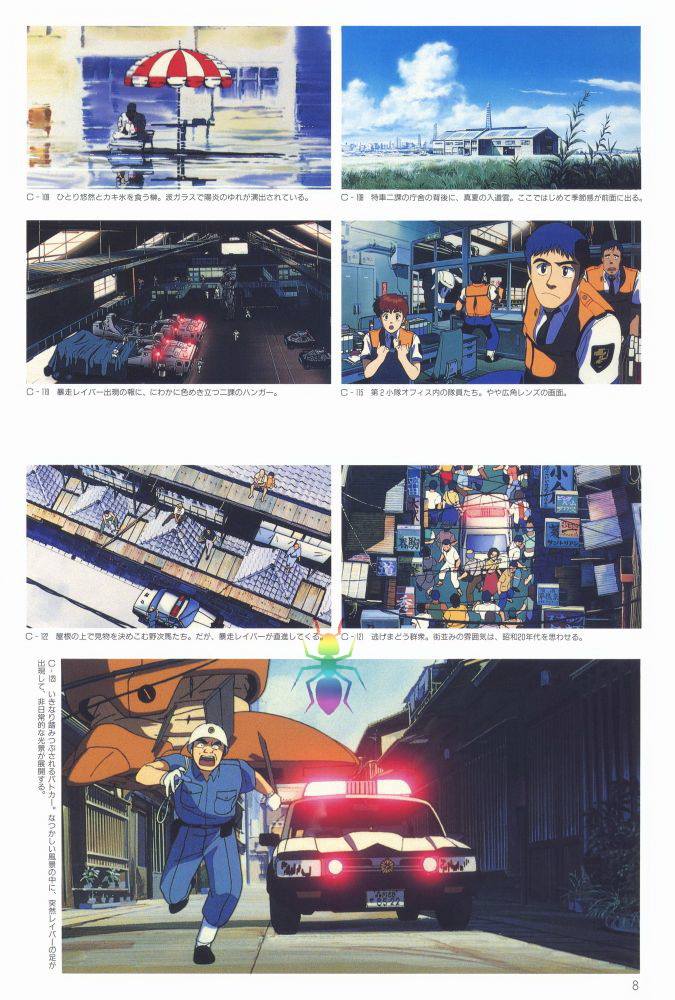 C-108 ひとり悠然とカキ氷を食う榊。波ガラスで陽炎のゆれが演出されている。
C-109 特車二課の庁舎の背後に、真夏の入道雲。ここではじめて季節感が前面に出る。
C-113 暴走レイバー出現の報に、にわかに色めき立つ二課のハンガー。
C-115 第2小隊オフィス内の隊員たち。やや広角レンズの画面。
C-122 屋根の上で見物を決めこむ野次馬たち。だが、暴走レイバーが直進してくる。
C-121 逃げまどう群衆。街並みの雰囲気は、昭和20年代を思わせる。
サントリアン
C-125 いきなり踏みつぶされるパトカー。なつかしい風景の中に、突然レイバーの足が
出現して、非日常的な光景が展開する。
8